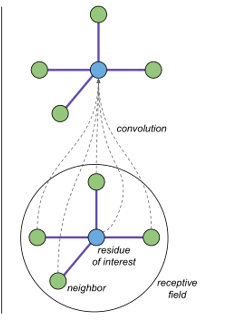 convolution
residue
of interest
neighbor
receptive
field